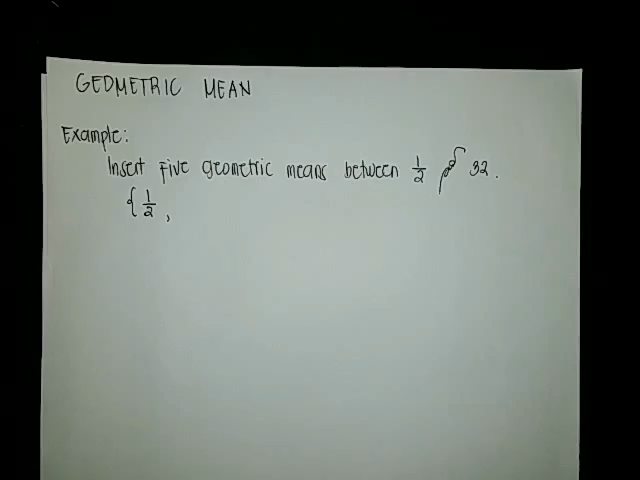 GEOMETRIC MEAN
Example:
Insert Five geometric means between 1/2 & 32.
{1/2,